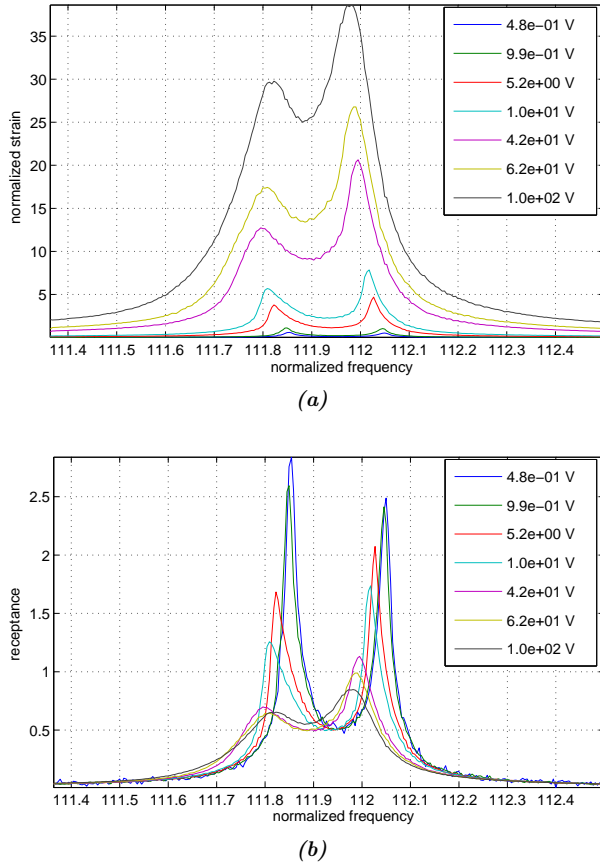 35
30
25
20
15
10
5
normalized strain
4.8e−01 V
9.9e−01 V
5.2e+00 V
1.0e+01 V
4.2e+01 V
6.2e+01 V
1.0e+02 V
111.4 111.5 111.6 111.7 111.8 111.9 112 112.1 112.2 112.3 112.4
normalized frequency
(a)
2.5
2
1.5
1
0.5
receptance
4.8e−01 V
9.9e−01 V
5.2e+00 V
1.0e+01 V
4.2e+01 V
6.2e+01 V
1.0e+02 V
111.4 111.5 111.6 111.7 111.8 111.9 112 112.1 112.2 112.3 112.4
normalized frequency
(b)